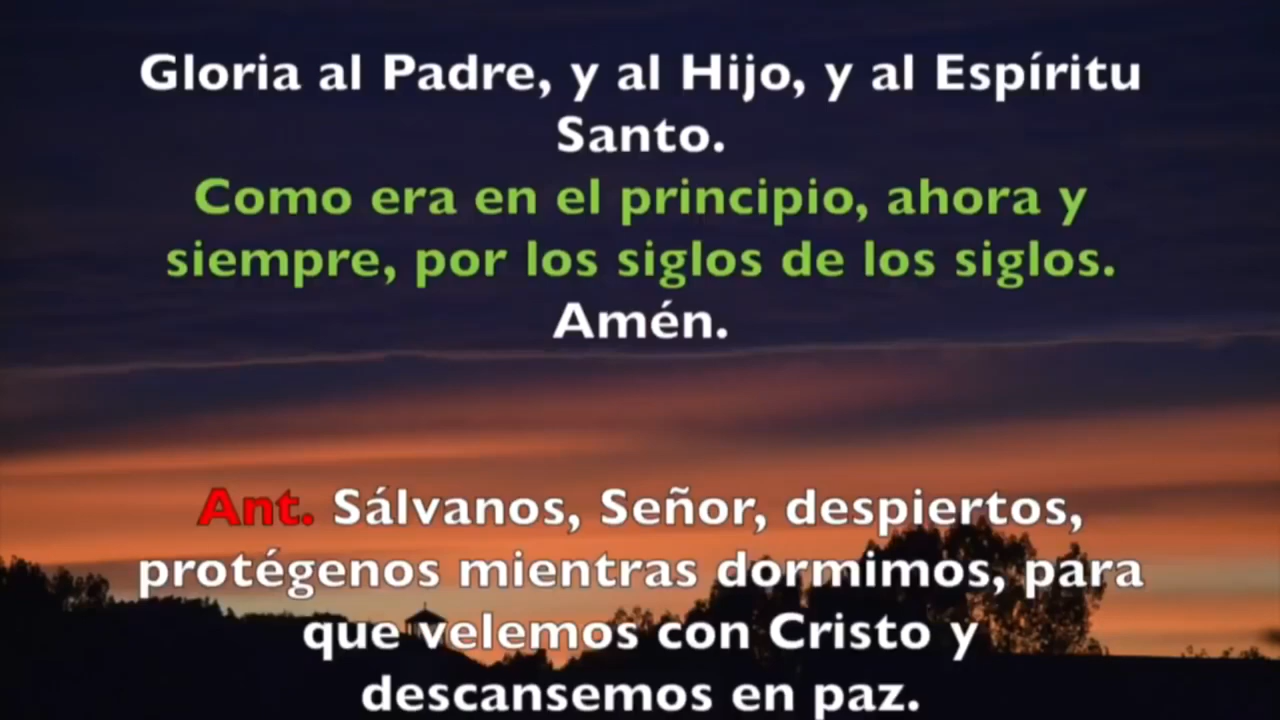 Gloria al Padre, y al Hijo, y al Espíritu
Santo.
Como era en el principio, ahora y
siempre, por los siglos de los siglos.
Amén.
Ant. Sálvanos, Señor, despiertos,
protégenos mientras dormimos, para
que velemos con Cristo y
descansemos en paz.